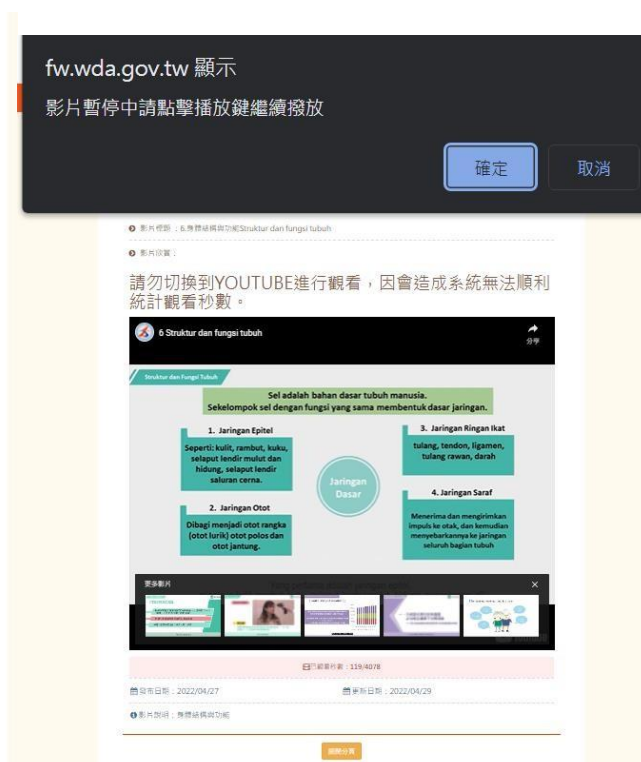 fw.wda.gov.tw 顯示
影片暫停中請點擊播放鍵繼續撥放
確定
取消
影片標題：6.身體結構與功能Struktur dan fungsi tubuh
影片欣賞：
請勿切換到YOUTUBE進行觀看，因會造成系統無法順利
統計觀看秒數。
6 Struktur dan fungsi tubuh
分享
Struktur dan Fungsi Tubuh
Sel adalah bahan dasar tubuh manusia.
Sekelompok sel dengan fungsi yang sama membentuk dasar jaringan.
1. Jaringan Epitel
Seperti: kulit, rambut, kuku,
selaput lendir mulut dan
hidung, selaput lendir
saluran cerna.
2. Jaringan Otot
Dibagi menjadi otot rangka
(otot lurik) otot polos dan
otot jantung.
Jaringan
Dasar
3. Jaringan Ringan Ikat
tulang, tendon, ligamen,
tulang rawan, darah
4. Jaringan Saraf
Menerima dan mengirimkan
impuls ke otak, dan kemudian
menyebarkannya ke jaringan
seluruh bagian tubuh
更多影片
已觀看秒數：119/4078
發布日期：2022/04/27
更新日期：2022/04/29
影片說明：身體結構與功能